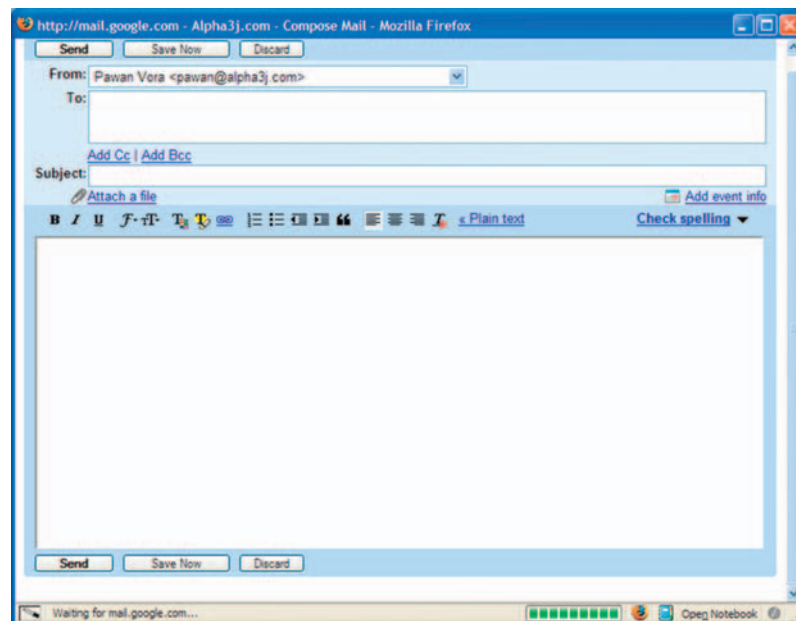 http://mail.google.com - Alpha3j.com - Compose Mail - Mozilla Firefox
Send Save Now Discard
From: Pawan Vora <pawan@alpha3j.com>
To:
Add Cc | Add Bcc
Subject:
Attach a file Add event info
B I U F TT T T « Plain text Check spelling
Send Save Now Discard
Waiting for mail.google.com... Open Notebook